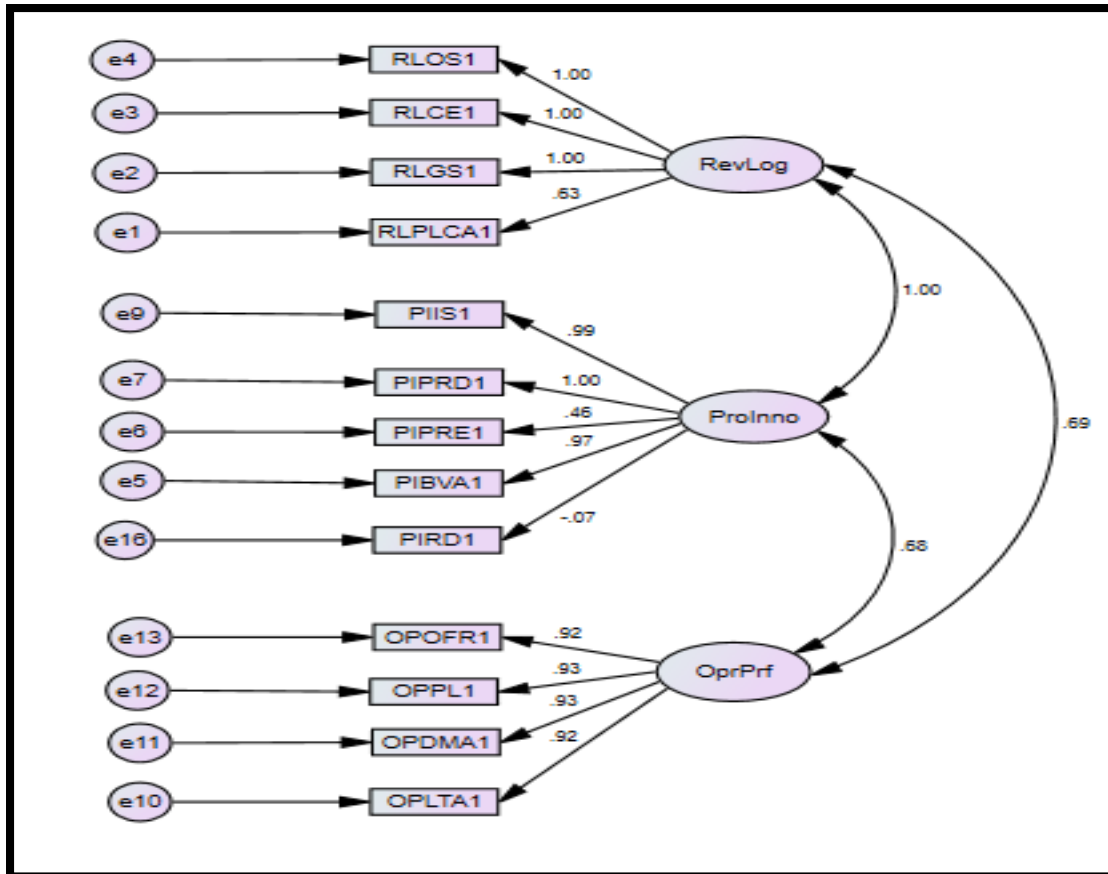 e4 RLOS1 1.00
e3 RLCE1 1.00
RevLog
e2 RLGS1 1.00
e1 RLPLCA1 .63
1.00
e9 PIIS1 .99
e7 PIPRD1 1.00
ProInno
e6 PIPRE1 .46
.69
e5 PIBVA1 .97
e16 PIRD1 -.07
.68
e13 OPOFR1 .92
OprPrf
e12 OPPL1 .93
e11 OPDMA1 .93
e10 OPLTA1 .92